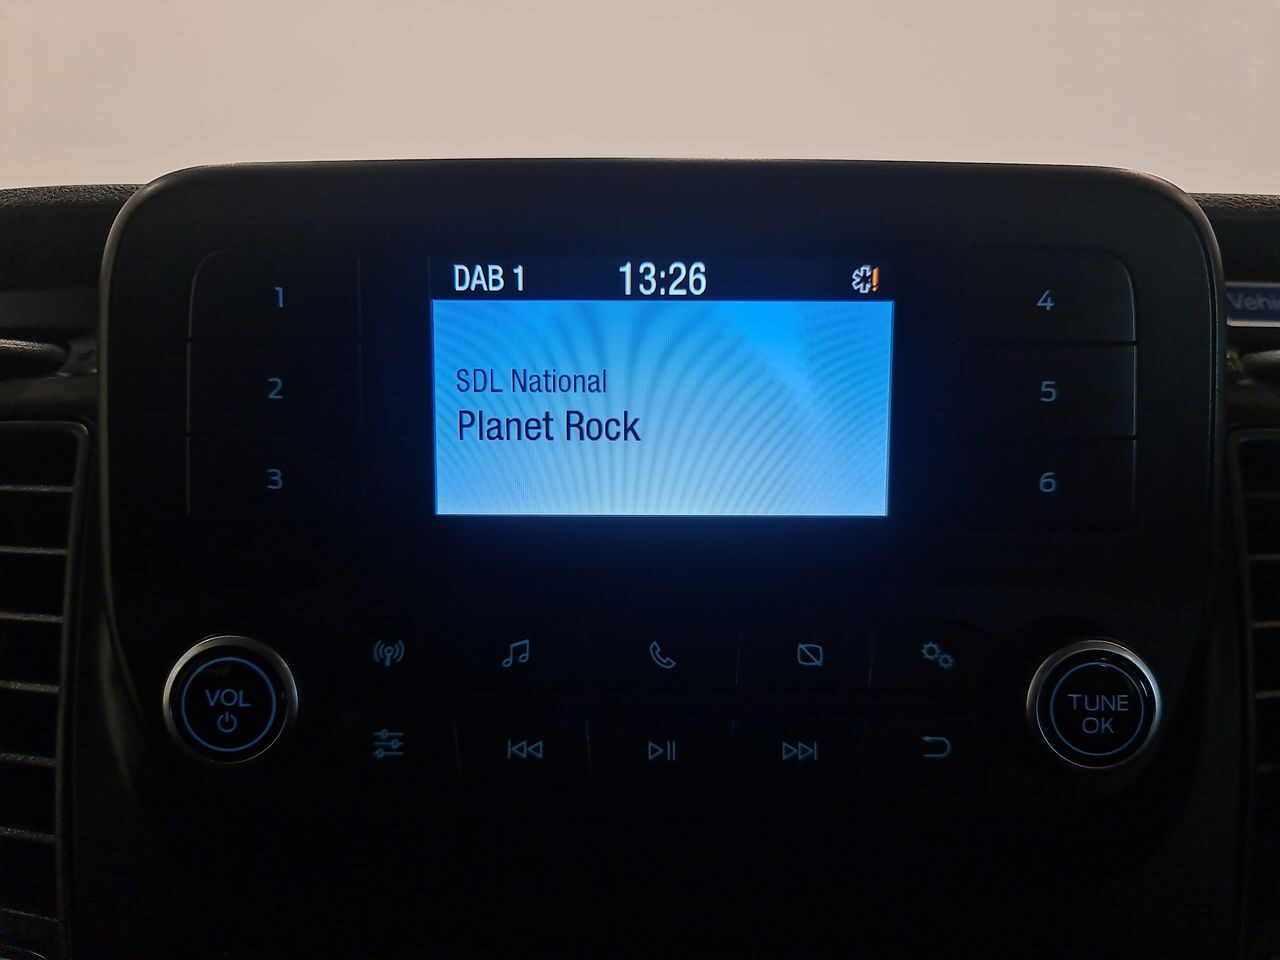 DAB 1 13:26
SDL National
Planet Rock
1
2
3
4
5
6
VOL
TUNE
OK